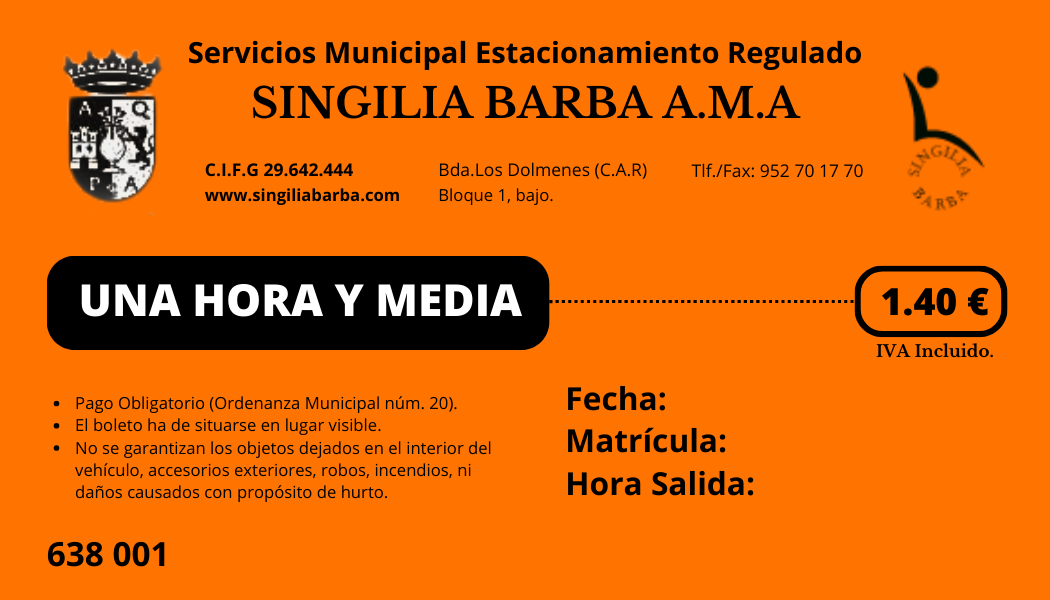 Servicios Municipal Estacionamiento Regulado
SINGILIA BARBA A.M.A
A Q
P A
SINGILIA
BARBA
C.I.F.G 29.642.444
www.singiliabarba.com
Bda.Los Dolmenes (C.A.R)
Bloque 1, bajo.
Tlf./Fax: 952 70 17 70
UNA HORA Y MEDIA
1.40 €
IVA Incluido.
• Pago Obligatorio (Ordenanza Municipal núm. 20).
• El boleto ha de situarse en lugar visible.
• No se garantizan los objetos dejados en el interior del
vehículo, accesorios exteriores, robos, incendios, ni
daños causados con propósito de hurto.
Fecha:
Matrícula:
Hora Salida:
638 001